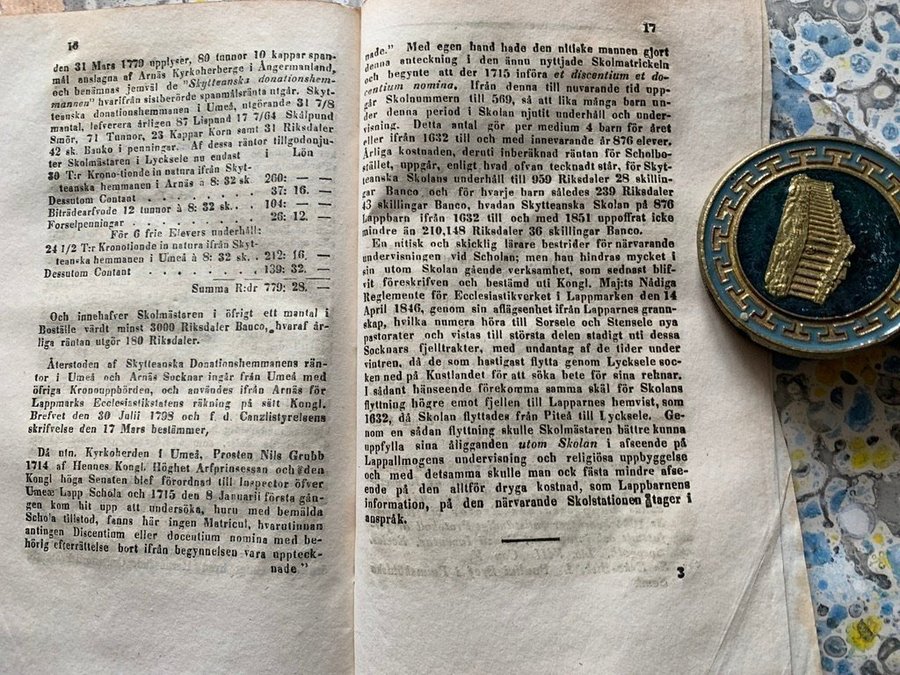 16
den 31 Mars 1779 upplyser, 80 tunnor 10 kappar span-
mål anslagna af Arnäs Kyrkoherberge i Ångermanland,
och benämnas jemväl de "Skytteanska donationshem-
mannen" hvarifrån sistberörde spanmålsränta utgår. Skyt-
teanska donationshemmanen i Umeå, utgörande 31 7/8
mantal, lefverera årligen 87 Lispund 17 7/64 Skålpund
Smör, 71 Tunnor, 23 Kappar Korn samt 31 Riksdaler
42 sk. Banko i penningar. Af dessa räntor tillgodonju-
ter Skolmästaren i Lycksele nu endast i Lön
30 T:r Krono-tionde in natura ifrån Skyt-
teanska hemmanen i Arnäs à 8: 32 sk. 260: — —
Dessutom Contant . . . . . . . 37: 16. —
Biträdearfvode 12 tunnor à 8: 32 sk. . . 104: — —
Forselpenningar . . . . . . . 26: 12. —
För 6 frie Elevers underhåll:
24 1/2 T:r Kronotionde in natura ifrån Skyt-
teanska hemmanen i Umeå à 8: 32 sk. . 212: 16. —
Dessutom Contant . . . . . . . 139: 32. —
Summa R:dr 779: 28. —
Och innehafver Skolmästaren i öfrigt ett mantal i
Boställe värdt minst 3000 Riksdaler Banco, hvaraf år-
liga räntan utgör 180 Riksdaler.
Återstoden af Skytteanska Donationshemmanens rän-
tor i Umeå och Arnäs Socknar ingår från Umeå med
öfriga Kronouppbörden, och användes ifrån Arnäs för
Lappmarks Ecclesiastikstatens räkning på sätt Kongl.
Brefvet den 30 Julii 1798 och f. d. Canzlistyrelsens
skrifvelse den 17 Mars bestämmer,
Då ntn. Kyrkoherden i Umeå, Prosten Nils Grubb
1714 af Hennes Kongl. Höghet Arfprinsessan och den
Kongl höga Senaten blef förordnad till Inspector öfver
Umeæ Lapp Schola och 1715 den 8 Januarii första gån-
gen kom hit upp att undersöka, huru med bemälda
Schola tillstod, fanns här ingen Matricul, hvarutinnan
antingen Discentium eller docentium nomina med be-
hörlig efterrättelse bort ifrån begynnelsen vara uppteck-
nade"
17
nade." Med egen hand hade den nitiske mannen gjort
denna anteckning i den ännu nyttjade Skolmatrickeln
och begynte att der 1715 införa et discentium et do-
centium nomina. Ifrån denna till nuvarande tid upp-
går Skolnummern till 569, så att lika många barn un-
der denna period i Skolan njutit underhåll och under-
visning. Detta antal gör per medium 4 barn för året
eller ifrån 1632 till och med innevarande år 876 elever.
Årliga kostnaden, derut inberäknad räntan för Scholbo-
stället, uppgår, enligt hvad ofvan tecknadt står, för Skyt-
teanska Skolans underhåll till 959 Riksdaler 28 skillin-
gar Banco och för hvarje barn således 239 Riksdaler
43 skillingar Banco, hvadan Skytteanska Skolan på 876
Lappbarn ifrån 1632 till och med 1851 uppoffrat icke
mindre än 210,148 Riksdaler 36 skillingar Banco.
En nitisk och skicklig lärare bestrider för närvarande
undervisningen vid Scholan; men han hindras mycket i
sin utom Skolan gående verksamhet, som sednast blif-
vit föreskrifven och bestämd uti Kongl. Maj:ts Nådiga
Reglemente för Ecclesiastikverket i Lappmarken den 14
April 1846, genom sin aflägsenhet ifrån Lapparnes grann-
skap, hvilka numera höra till Sorsele och Stensele nya
pastorater och vistas till största delen stadigt uti dessa
Socknars fjelltrakter, med undantag af de tider under
vintren, då de som hastigast flytta genom Lycksele soc-
ken ned på Kustlandet för att söka bete för sina rehnar.
I sådant hänseende förekomma samma skäl för Skolans
flyttning högre emot fjellen till Lapparnes hemvist, som
1632, då Skolan flyttades från Piteå till Lycksele. Ge-
nom en sådan flyttning skulle Skolmästaren bättre kunna
uppfylla sina åligganden utom Skolan i afseende på
Lappallmogens undervisning och religiösa uppbyggelse
och med detsamma skulle man ock fästa mindre afse-
ende på den alltför dryga kostnad, som Lappbarnens
information, på den närvarande Skolstationen åtager i
anspråk.
3